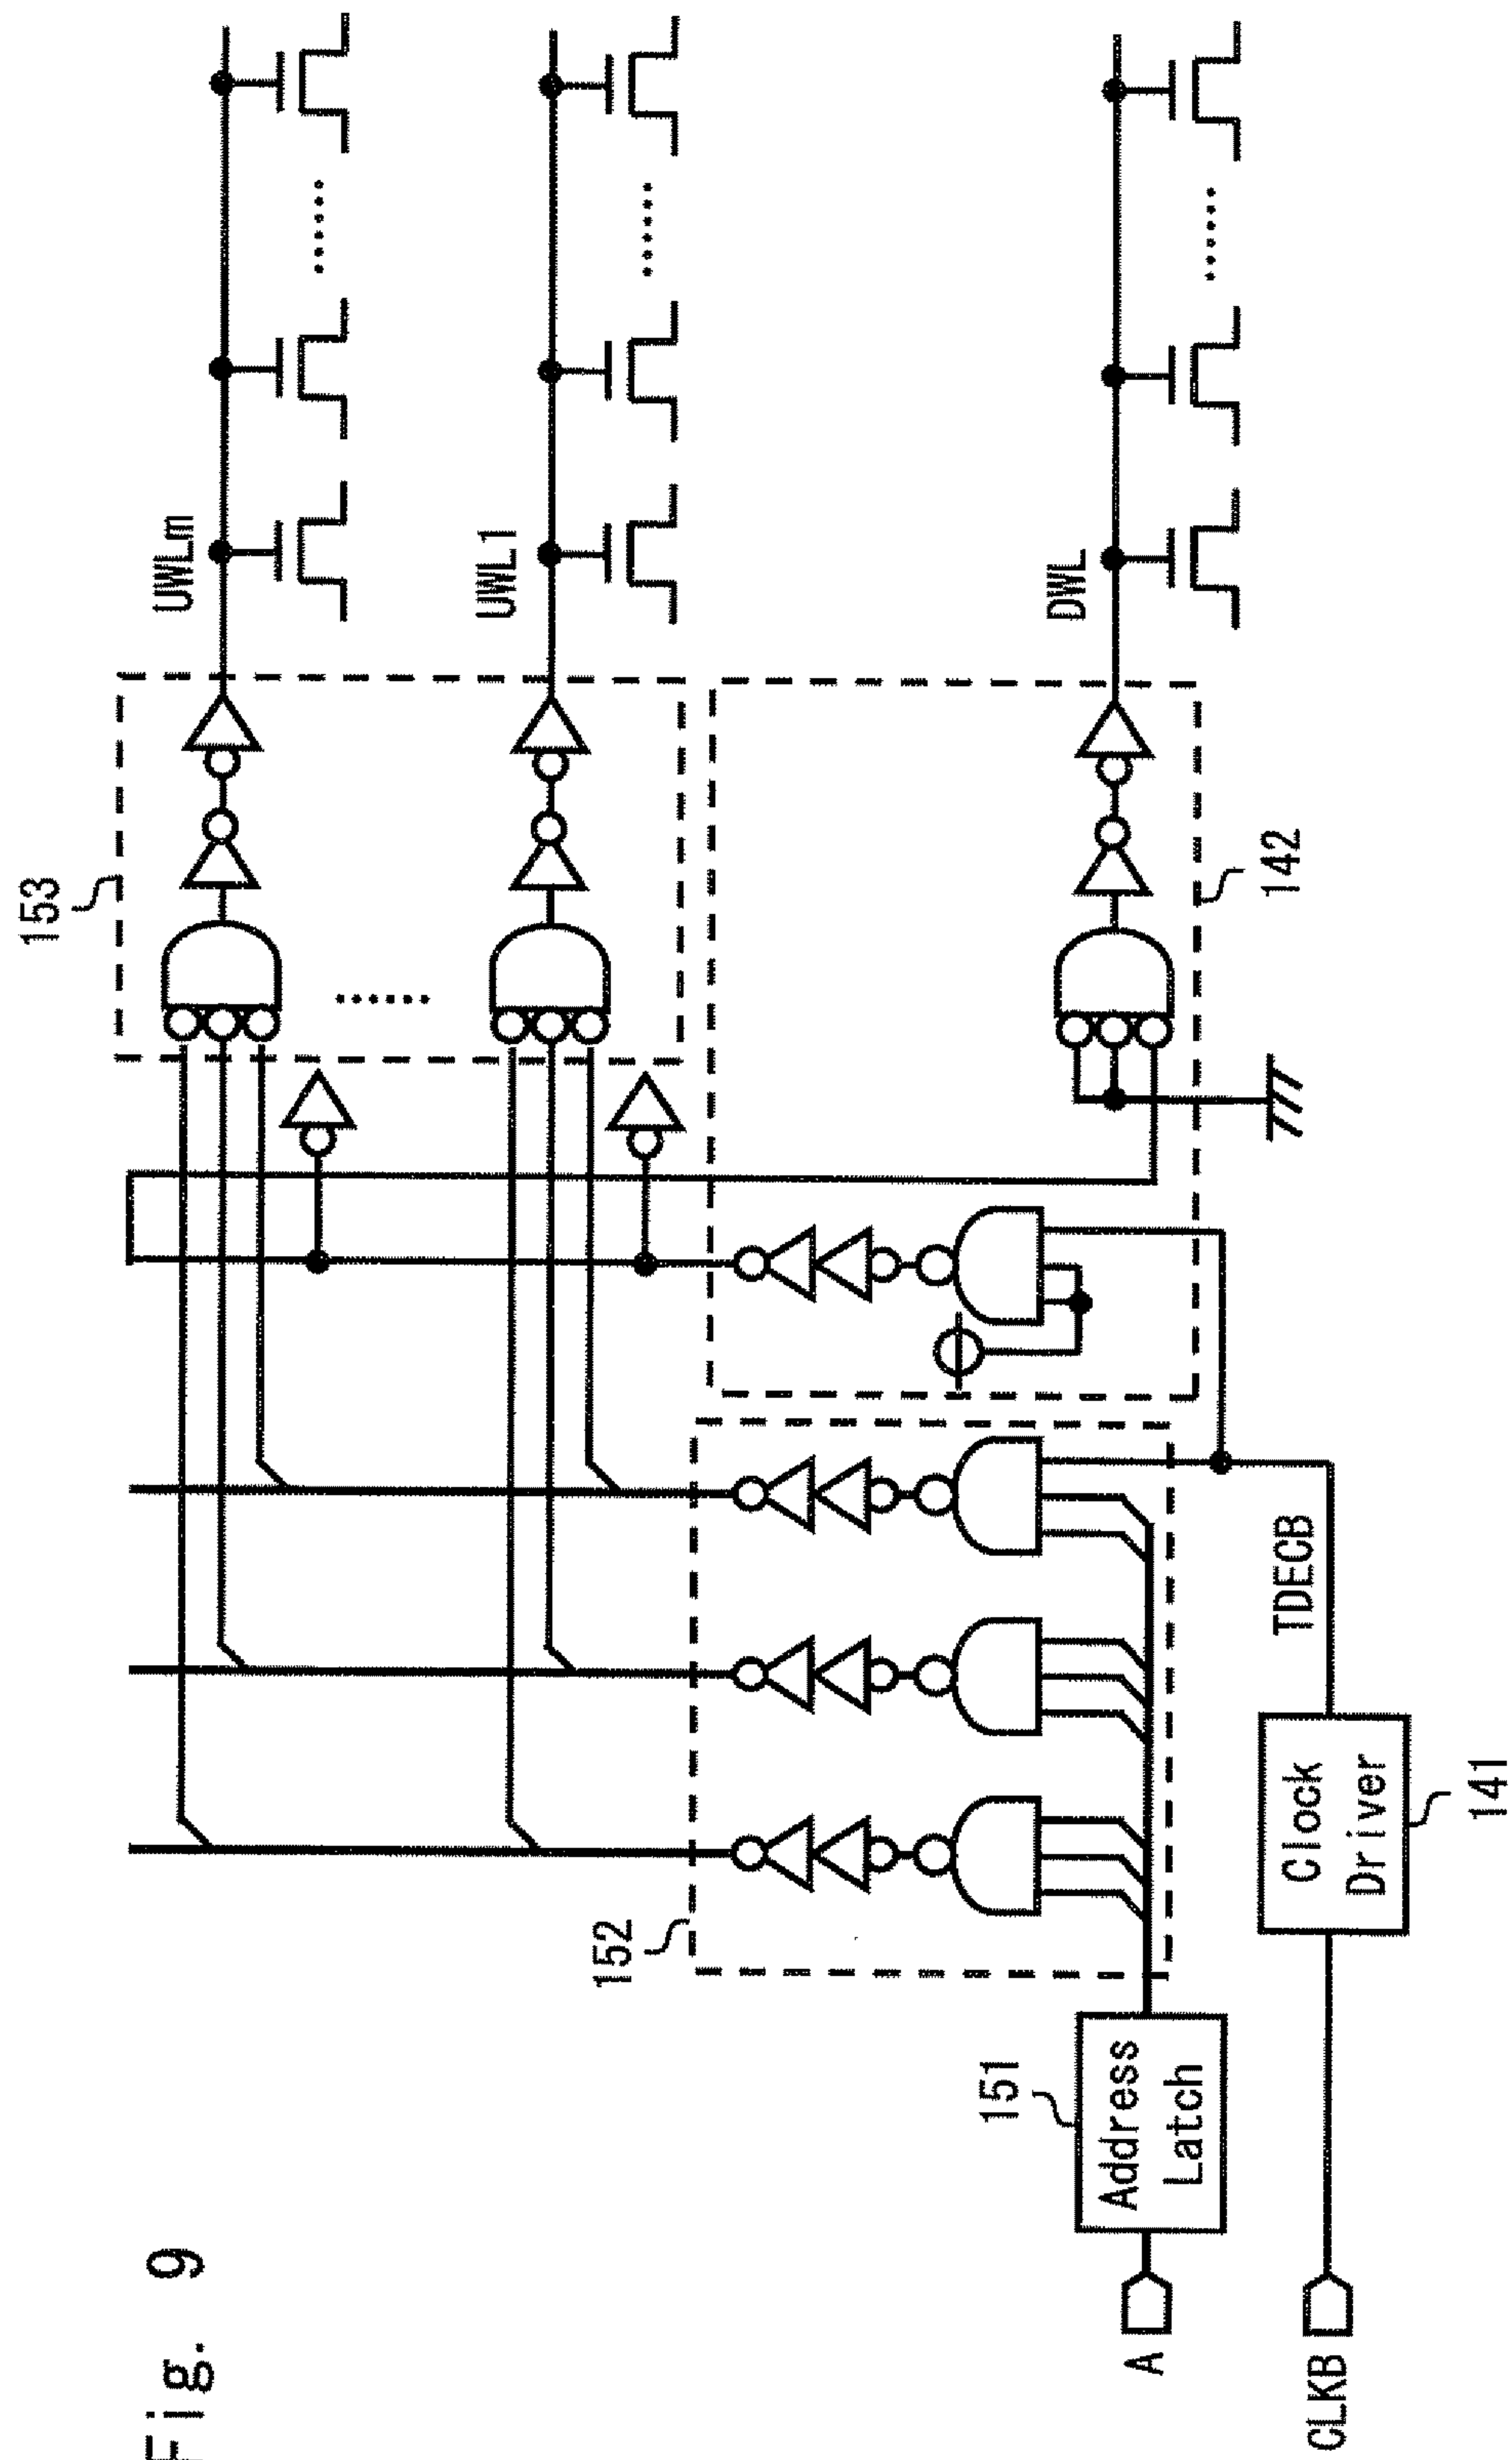 Fig. 9
153
UWLm
UWL1
DWL
142
152
151
Address
Latch
A
TDECB
Clock
Driver
141
CLKB